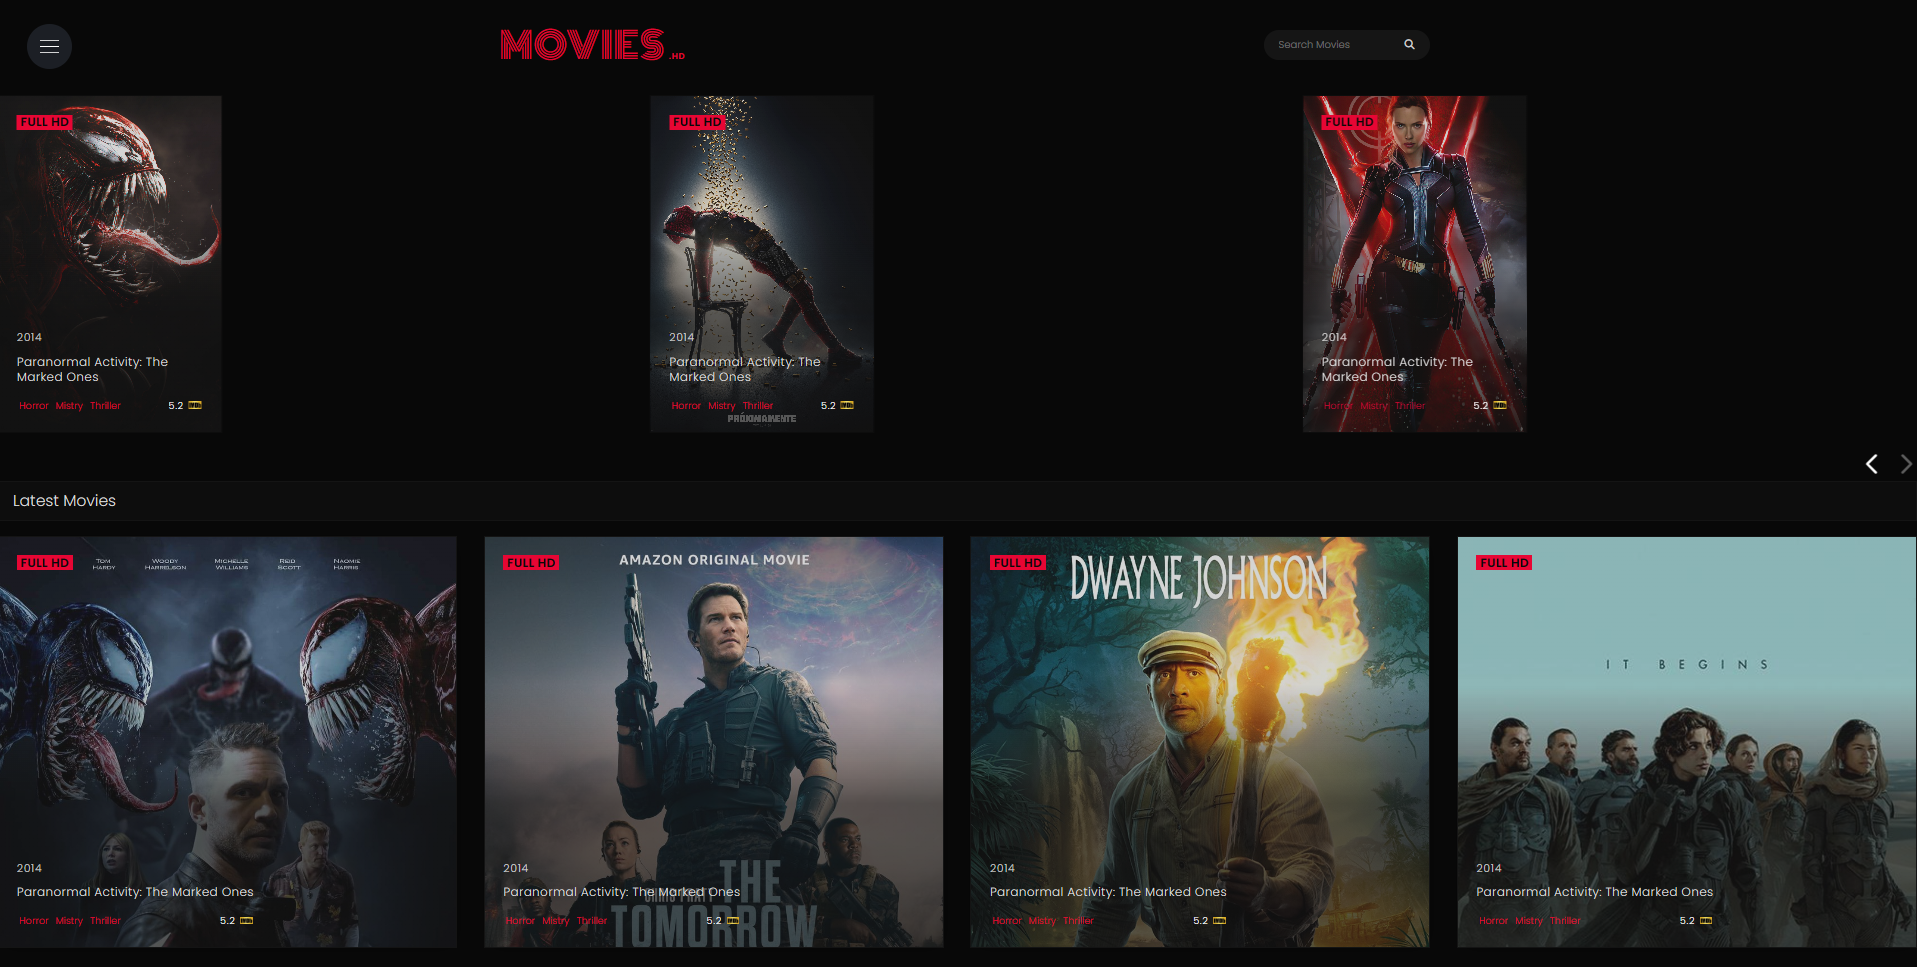 MOVIES.HD
Search Movies
FULL HD
2014
Paranormal Activity: The
Marked Ones
Horror Mistry Thriller 5.2
FULL HD
2014
Paranormal Activity: The
Marked Ones
Horror Mistry Thriller 5.2
PRÓXIMAMENTE
FULL HD
2014
Paranormal Activity: The
Marked Ones
Horror Mistry Thriller 5.2
Latest Movies
FULL HD
TOM HARDY
WOODY HARRELSON
MICHELLE WILLIAMS
REID SCOTT
NAOMIE HARRIS
2014
Paranormal Activity: The Marked Ones
Horror Mistry Thriller 5.2
FULL HD
AMAZON ORIGINAL MOVIE
2014
THE
CHRIS PRATT
Paranormal Activity: The Marked Ones
TOMORROW
Horror Mistry Thriller 5.2
FULL HD
DWAYNE JOHNSON
2014
Paranormal Activity: The Marked Ones
Horror Mistry Thriller 5.2
FULL HD
IT BEGINS
2014
Paranormal Activity: The Marked Ones
Horror Mistry Thriller 5.2